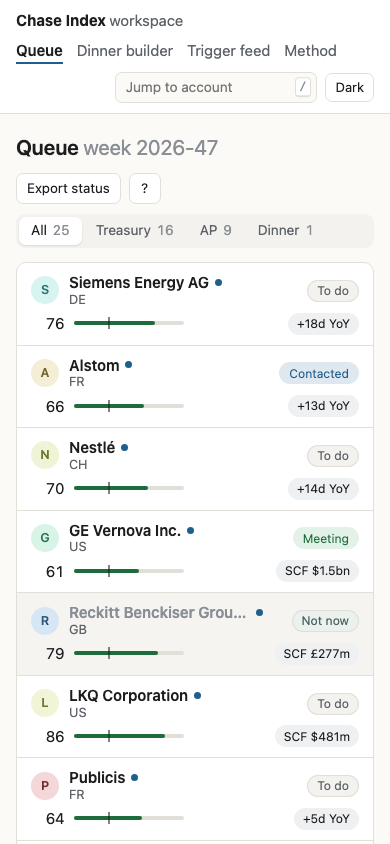 Chase Index workspace
Queue Dinner builder Trigger feed Method
Jump to account / Dark
Queue week 2026-47
Export status ?
All 25 Treasury 16 AP 9 Dinner 1
S Siemens Energy AG To do
DE
76 +18d YoY
A Alstom Contacted
FR
66 +13d YoY
N Nestlé To do
CH
70 +14d YoY
G GE Vernova Inc. Meeting
US
61 SCF $1.5bn
R Reckitt Benckiser Grou... Not now
GB
79 SCF £277m
L LKQ Corporation To do
US
86 SCF $481m
P Publicis To do
FR
64 +5d YoY